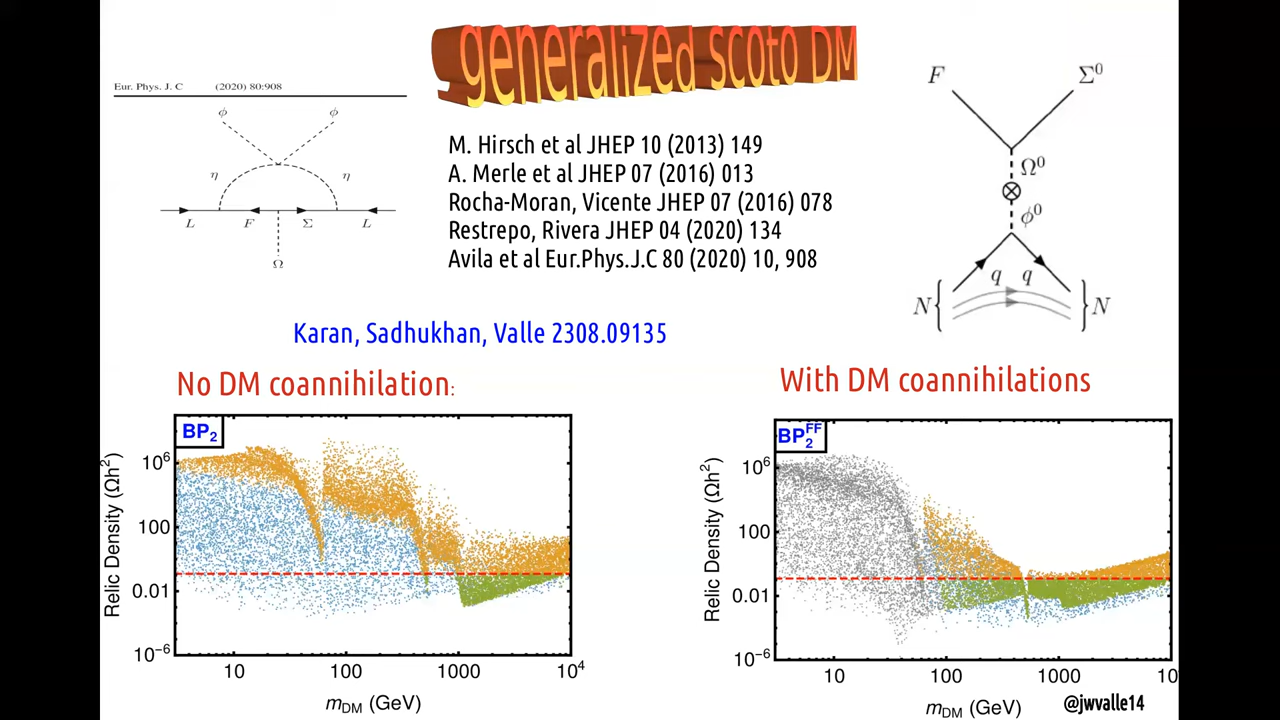 generalized scoto DM
Eur. Phys. J. C (2020) 80:908
ϕ ϕ
η η
L F Σ L
Ω
M. Hirsch et al JHEP 10 (2013) 149
A. Merle et al JHEP 07 (2016) 013
Rocha-Moran, Vicente JHEP 07 (2016) 078
Restrepo, Rivera JHEP 04 (2020) 134
Avila et al Eur.Phys.J.C 80 (2020) 10, 908
F Σ⁰
Ω⁰
ϕ⁰
q q
N{ }N
Karan, Sadhukhan, Valle 2308.09135
No DM coannihilation:
BP₂
Relic Density (Ωh²)
10⁶
100
0.01
10⁻⁶
10 100 1000 10⁴
m_DM (GeV)
With DM coannihilations
BP₂^FF
Relic Density (Ωh²)
10⁶
100
0.01
10⁻⁶
10 100 1000 10
m_DM (GeV)
@jwvalle14